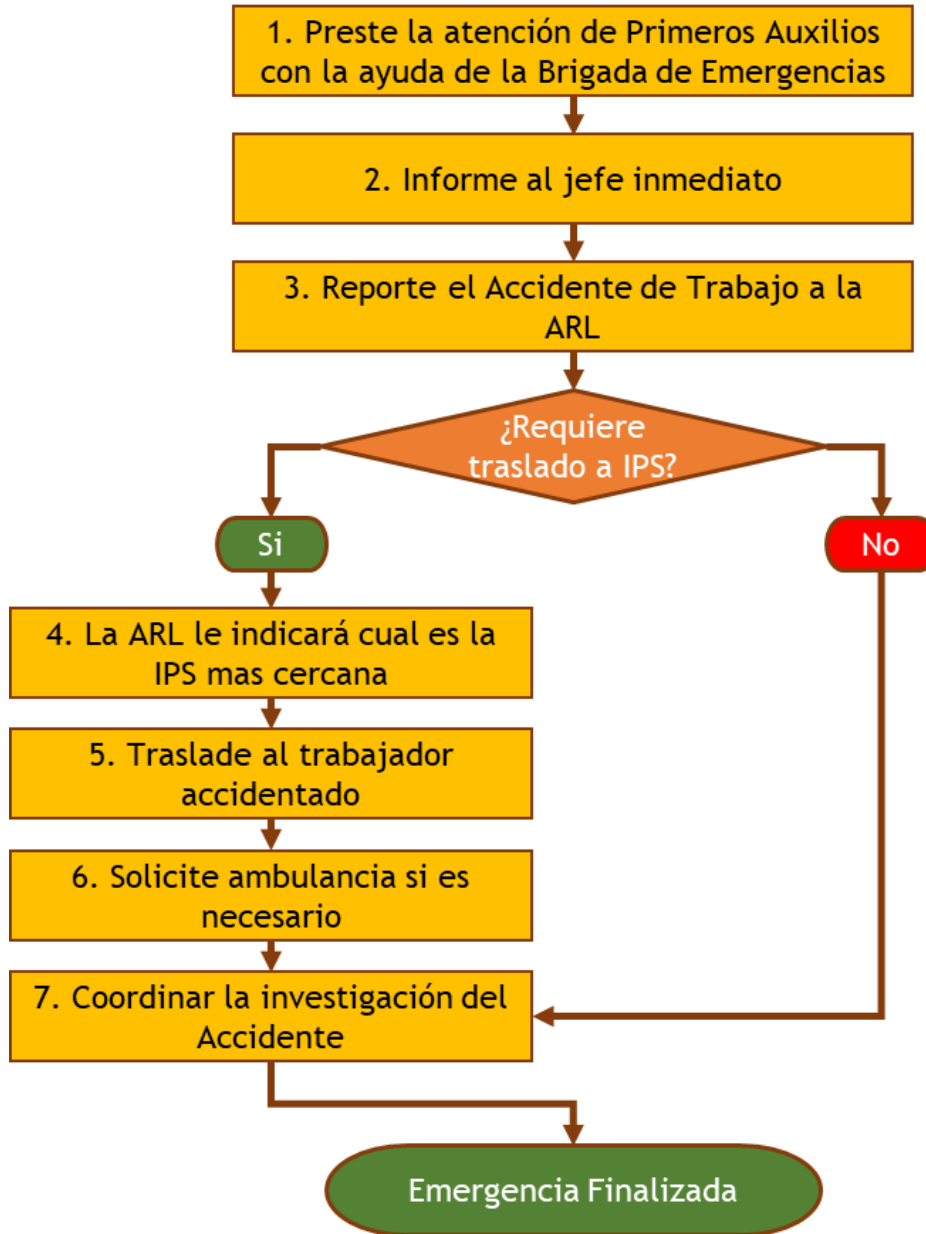 1. Preste la atención de Primeros Auxilios
con la ayuda de la Brigada de Emergencias
2. Informe al jefe inmediato
3. Reporte el Accidente de Trabajo a la
ARL
¿Requiere
traslado a IPS?
Si
No
4. La ARL le indicará cual es la
IPS mas cercana
5. Traslade al trabajador
accidentado
6. Solicite ambulancia si es
necesario
7. Coordinar la investigación del
Accidente
Emergencia Finalizada